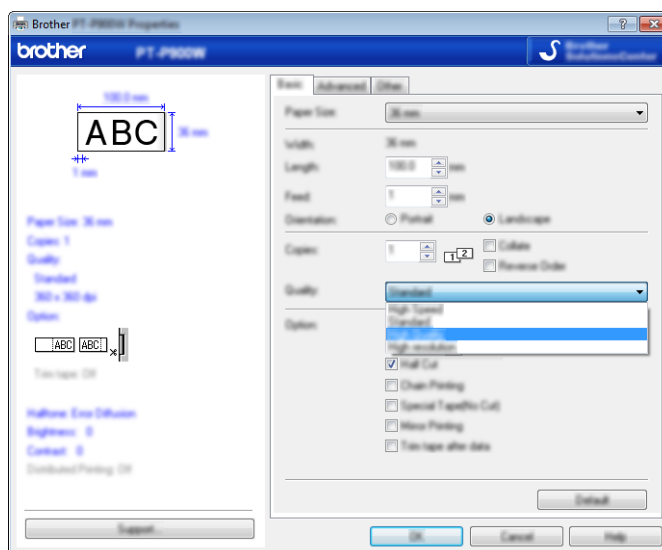 Brother PT-P900W Properties
brother PT-P900W
Brother
SolutionsCenter
100.0 mm
ABC
36 mm
1 mm
Paper Size: 36 mm
Copies: 1
Quality:
Standard
360 x 360 dpi
Option:
ABC ABC
Trim tape: Off
Halftone: Error Diffusion
Brightness: 0
Contrast: 0
Distributed Printing: Off
Support...
Basic Advanced Other
Paper Size: 36 mm
Width: 36 mm
Length: 100.0 mm
Feed: 1 mm
Orientation: Portrait Landscape
Copies: 1 1 2 Collate
Reverse Order
Quality: Standard
High Speed
Standard
High Quality
High resolution
Option:
Half Cut
Chain Printing
Special Tape(No Cut)
Mirror Printing
Trim tape after data
Default
OK Cancel Help